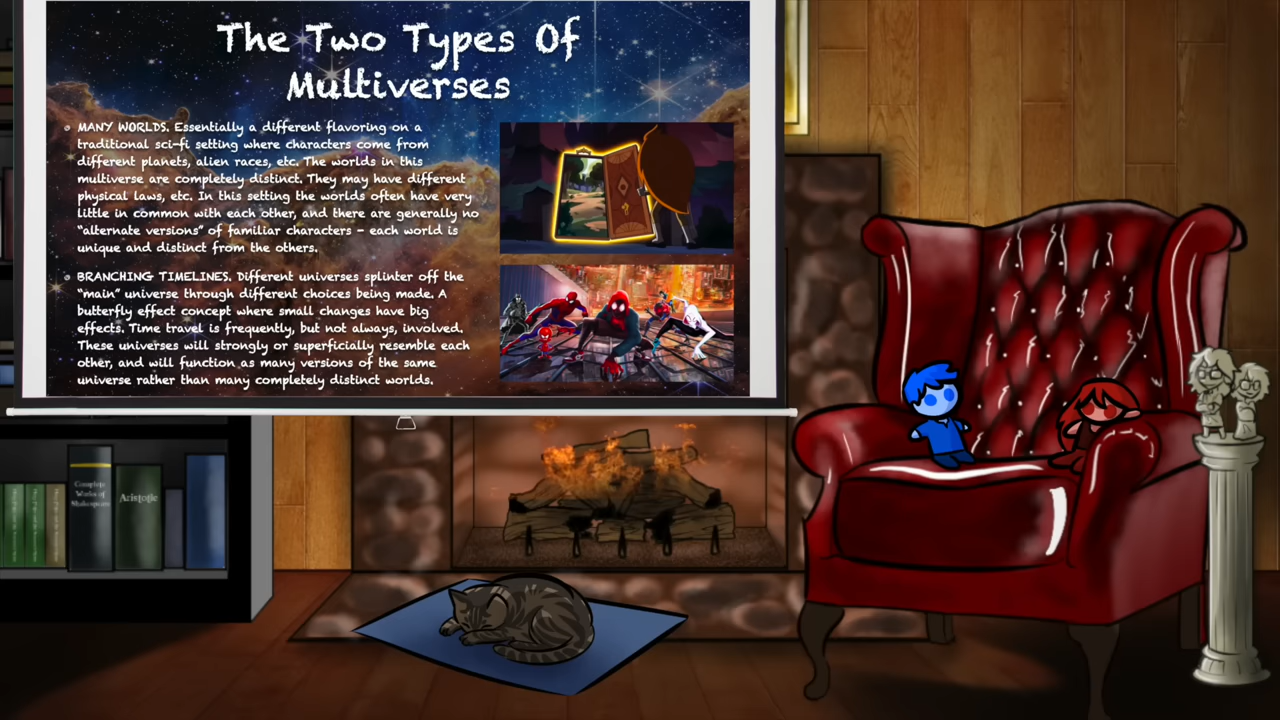 The Two Types Of
Multiverses
MANY WORLDS. Essentially a different flavoring on a
traditional sci-fi setting where characters come from
different planets, alien races, etc. The worlds in this
multiverse are completely distinct. They may have different
physical laws, etc. In this setting the worlds often have very
little in common with each other, and there are generally no
"alternate versions" of familiar characters - each world is
unique and distinct from the others.
BRANCHING TIMELINES. Different universes splinter off the
"main" universe through different choices being made. A
butterfly effect concept where small changes have big
effects. Time travel is frequently, but not always, involved.
These universes will strongly or superficially resemble each
other, and will function as many versions of the same
universe rather than many completely distinct worlds.
Complete
Works of
Shakespeare
Aristotle